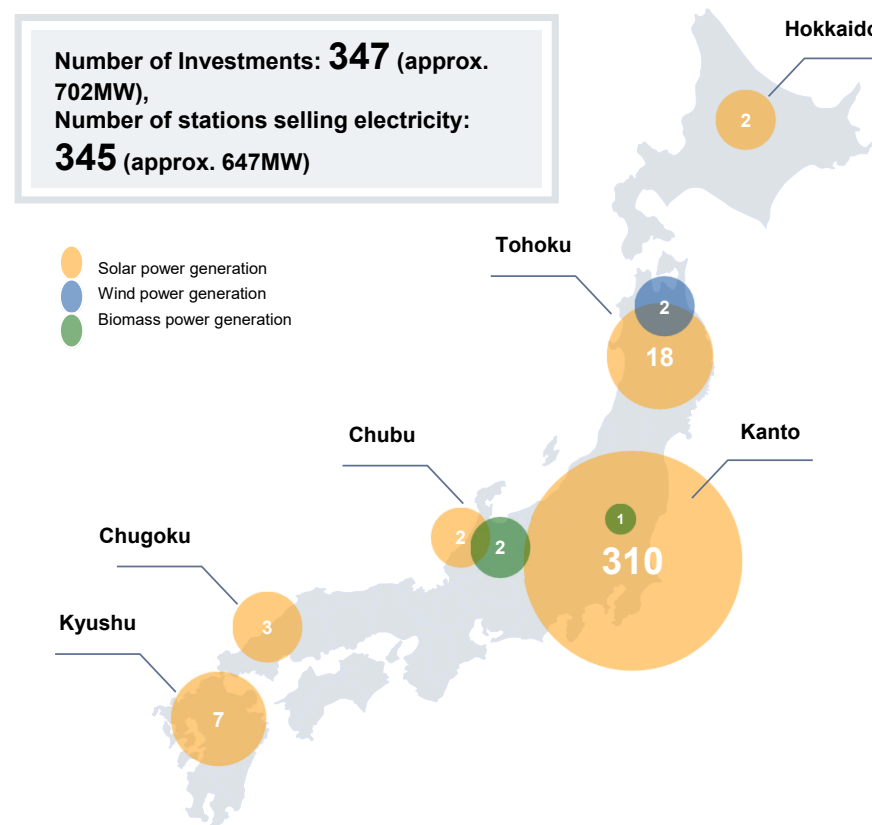 Number of Investments: 347 (approx.
702MW),
Number of stations selling electricity:
345 (approx. 647MW)
Hokkaido
2
Solar power generation
Wind power generation
Biomass power generation
Tohoku
2
18
Chubu
Kanto
2
2
1
310
Chugoku
3
Kyushu
7